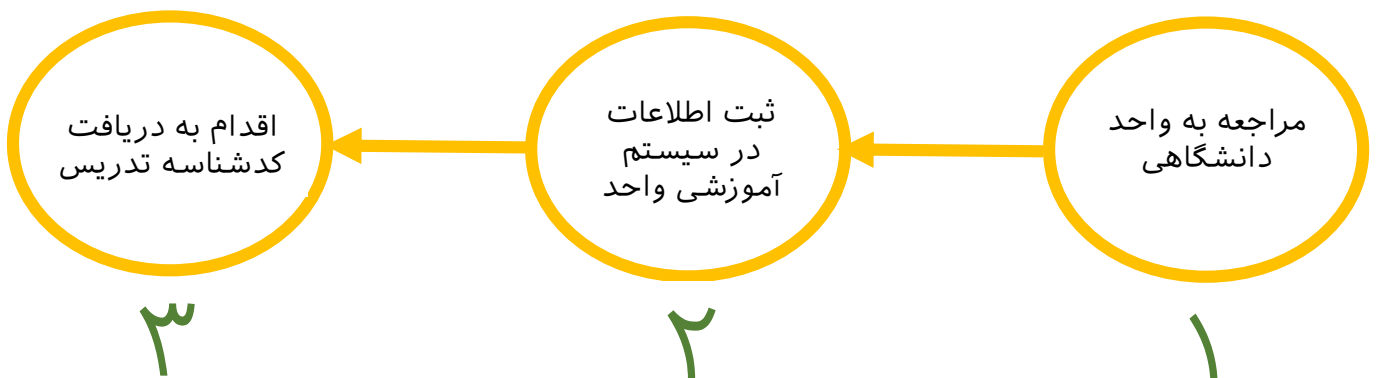 مراجعه به واحد
دانشگاهی
ثبت اطلاعات
در سیستم
آموزشی واحد
اقدام به دریافت
کدشناسه تدریس
۱
۲
۳